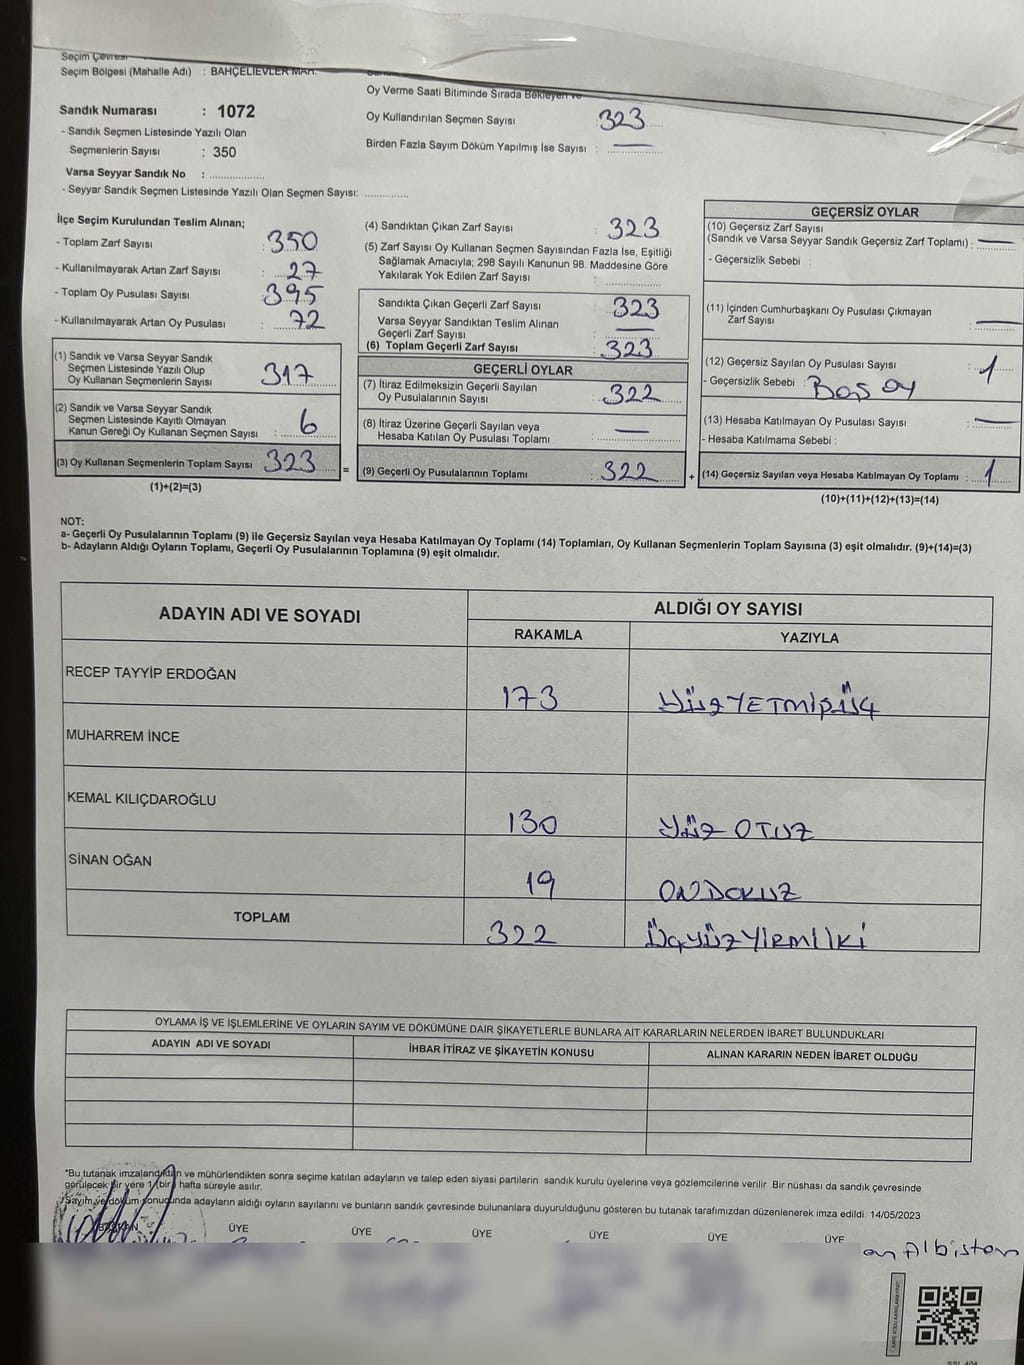 Seçim Çevresi
Seçim Bölgesi (Mahalle Adı) : BAHÇELİEVLER MAH.
Oy Verme Saati Bitiminde Sırada Bekleyen ve
Oy Kullandırılan Seçmen Sayısı : 323
Birden Fazla Sayım Döküm Yapılmış İse Sayısı : —
Sandık Numarası : 1072
- Sandık Seçmen Listesinde Yazılı Olan
Seçmenlerin Sayısı : 350
Varsa Seyyar Sandık No : ................
- Seyyar Sandık Seçmen Listesinde Yazılı Olan Seçmen Sayısı: .............
İlçe Seçim Kurulundan Teslim Alınan;
- Toplam Zarf Sayısı : 350
- Kullanılmayarak Artan Zarf Sayısı : 27
- Toplam Oy Pusulası Sayısı : 395
- Kullanılmayarak Artan Oy Pusulası : 72
(1) Sandık ve Varsa Seyyar Sandık
Seçmen Listesinde Yazılı Olup
Oy Kullanan Seçmenlerin Sayısı : 317
(2) Sandık ve Varsa Seyyar Sandık
Seçmen Listesinde Kayıtlı Olmayan
Kanun Gereği Oy Kullanan Seçmen Sayısı : 6
(3) Oy Kullanan Seçmenlerin Toplam Sayısı 323 =
(1)+(2)=(3)
(4) Sandıktan Çıkan Zarf Sayısı : 323
(5) Zarf Sayısı Oy Kullanan Seçmen Sayısından Fazla İse, Eşitliği
Sağlamak Amacıyla; 298 Sayılı Kanunun 98. Maddesine Göre
Yakılarak Yok Edilen Zarf Sayısı : ................
Sandıkta Çıkan Geçerli Zarf Sayısı : 323
Varsa Seyyar Sandıktan Teslim Alınan
Geçerli Zarf Sayısı : —
(6) Toplam Geçerli Zarf Sayısı : 323
GEÇERLİ OYLAR
(7) İtiraz Edilmeksizin Geçerli Sayılan
Oy Pusulalarının Sayısı : 322
(8) İtiraz Üzerine Geçerli Sayılan veya
Hesaba Katılan Oy Pusulası Toplamı : —
(9) Geçerli Oy Pusulalarının Toplamı : 322 +
GEÇERSİZ OYLAR
(10) Geçersiz Zarf Sayısı
(Sandık ve Varsa Seyyar Sandık Geçersiz Zarf Toplamı) : —
- Geçersizlik Sebebi :
(11) İçinden Cumhurbaşkanı Oy Pusulası Çıkmayan
Zarf Sayısı : —
(12) Geçersiz Sayılan Oy Pusulası Sayısı : 1
- Geçersizlik Sebebi : Boş oy
(13) Hesaba Katılmayan Oy Pusulası Sayısı : —
- Hesaba Katılmama Sebebi :
(14) Geçersiz Sayılan veya Hesaba Katılmayan Oy Toplamı : 1
(10)+(11)+(12)+(13)=(14)
NOT:
a- Geçerli Oy Pusulalarının Toplamı (9) ile Geçersiz Sayılan veya Hesaba Katılmayan Oy Toplamı (14) Toplamları, Oy Kullanan Seçmenlerin Toplam Sayısına (3) eşit olmalıdır. (9)+(14)=(3)
b- Adayların Aldığı Oyların Toplamı, Geçerli Oy Pusulalarının Toplamına (9) eşit olmalıdır.
ADAYIN ADI VE SOYADI
ALDIĞI OY SAYISI
RAKAMLA YAZIYLA
RECEP TAYYİP ERDOĞAN 173 YüzYETMişüç
MUHARREM İNCE
KEMAL KILIÇDAROĞLU 130 Yüz OTUZ
SİNAN OĞAN 19 ONDOKUZ
TOPLAM 322 ÜçyüzYirmiiki
OYLAMA İŞ VE İŞLEMLERİNE VE OYLARIN SAYIM VE DÖKÜMÜNE DAİR ŞİKAYETLERLE BUNLARA AİT KARARLARIN NELERDEN İBARET BULUNDUKLARI
ADAYIN ADI VE SOYADI İHBAR İTİRAZ VE ŞİKAYETİN KONUSU ALINAN KARARIN NEDEN İBARET OLDUĞU
*Bu tutanak imzalandıktan ve mühürlendikten sonra seçime katılan adayların ve talep eden siyasi partilerin sandık kurulu üyelerine veya gözlemcilerine verilir. Bir nüshası da sandık çevresinde
görülecek bir yere 1 (bir) hafta süreyle asılır.
Sayım ve döküm sonucunda adayların aldığı oyların sayılarını ve bunların sandık çevresinde bulunanlara duyurulduğunu gösteren bu tutanak tarafımızdan düzenlenerek imza edildi. 14/05/2023
BAŞKAN ÜYE ÜYE ÜYE ÜYE ÜYE ÜYE
Albiston